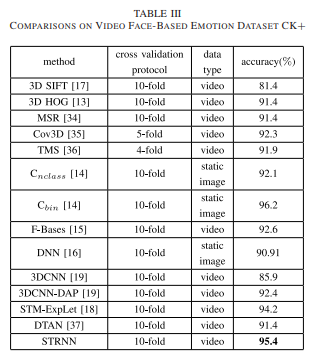 TABLE III
COMPARISONS ON VIDEO FACE-BASED EMOTION DATASET CK+
method cross validation protocol data type accuracy(%)
3D SIFT [17] 10-fold video 81.4
3D HOG [13] 10-fold video 91.4
MSR [34] 10-fold video 91.4
Cov3D [35] 5-fold video 92.3
TMS [36] 4-fold video 91.9
Cnclass [14] 10-fold static image 92.1
Cbin [14] 10-fold static image 96.2
F-Bases [15] 10-fold video 92.6
DNN [16] 10-fold static image 90.91
3DCNN [19] 10-fold video 85.9
3DCNN-DAP [19] 10-fold video 92.4
STM-ExpLet [18] 10-fold video 94.2
DTAN [37] 10-fold video 91.4
STRNN 10-fold video 95.4